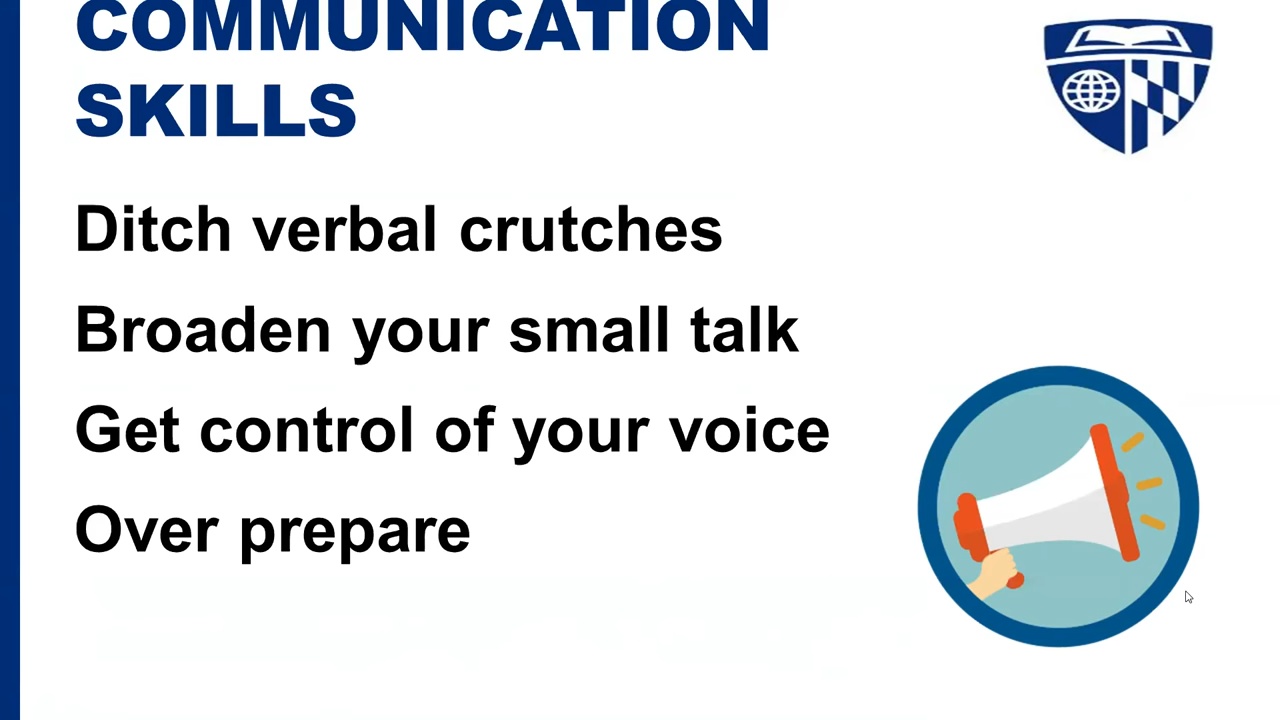 COMMUNICATION
SKILLS
Ditch verbal crutches
Broaden your small talk
Get control of your voice
Over prepare